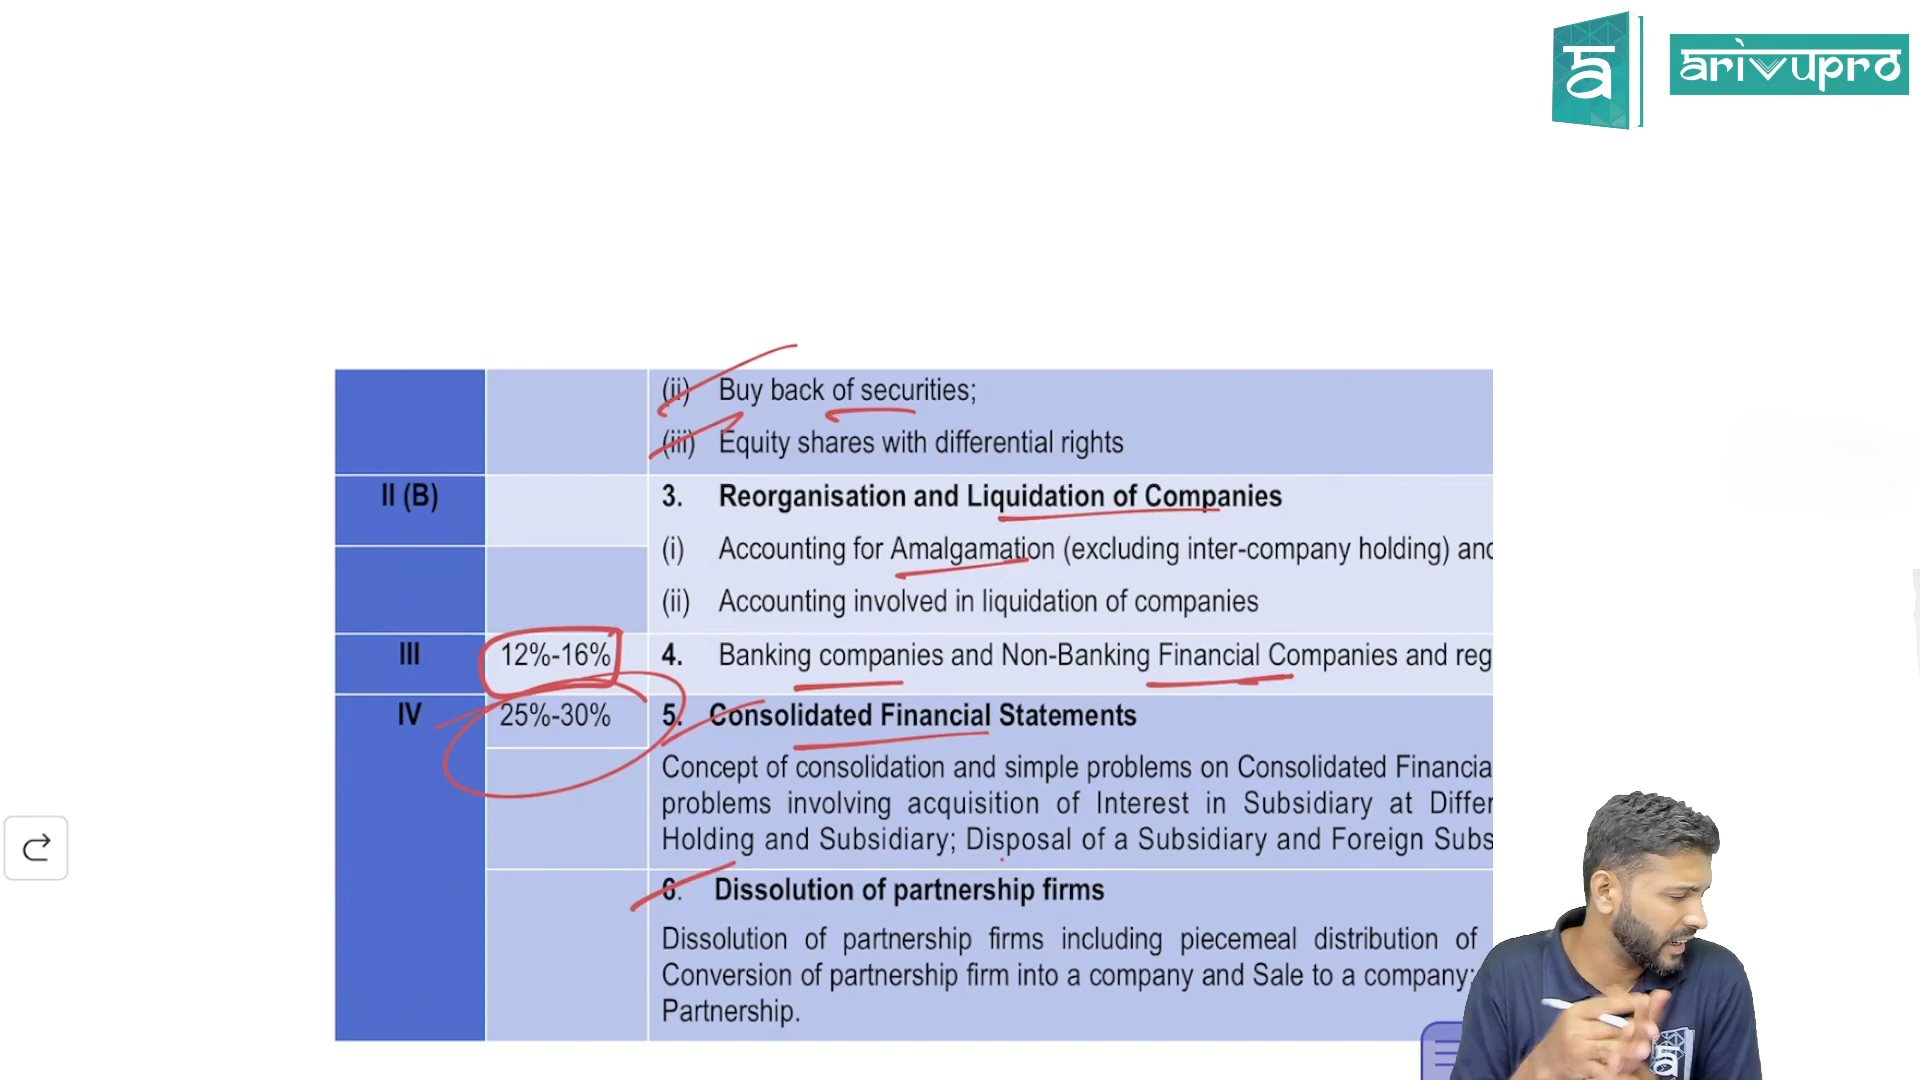 a
arivupro
(ii) Buy back of securities;
(iii) Equity shares with differential rights
II (B) 3. Reorganisation and Liquidation of Companies
(i) Accounting for Amalgamation (excluding inter-company holding) and
(ii) Accounting involved in liquidation of companies
III 12%-16% 4. Banking companies and Non-Banking Financial Companies and reg
IV 25%-30% 5. Consolidated Financial Statements
Concept of consolidation and simple problems on Consolidated Financia
problems involving acquisition of Interest in Subsidiary at Differ
Holding and Subsidiary; Disposal of a Subsidiary and Foreign Subs
6. Dissolution of partnership firms
Dissolution of partnership firms including piecemeal distribution of
Conversion of partnership firm into a company and Sale to a company;
Partnership.
a